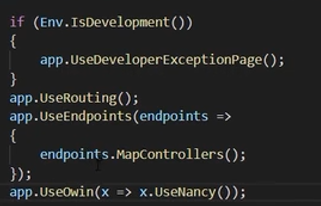 if (Env.IsDevelopment())
{
app.UseDeveloperExceptionPage();
}
app.UseRouting();
app.UseEndpoints(endpoints =>
{
endpoints.MapControllers();
});
app.UseOwin(x => x.UseNancy());